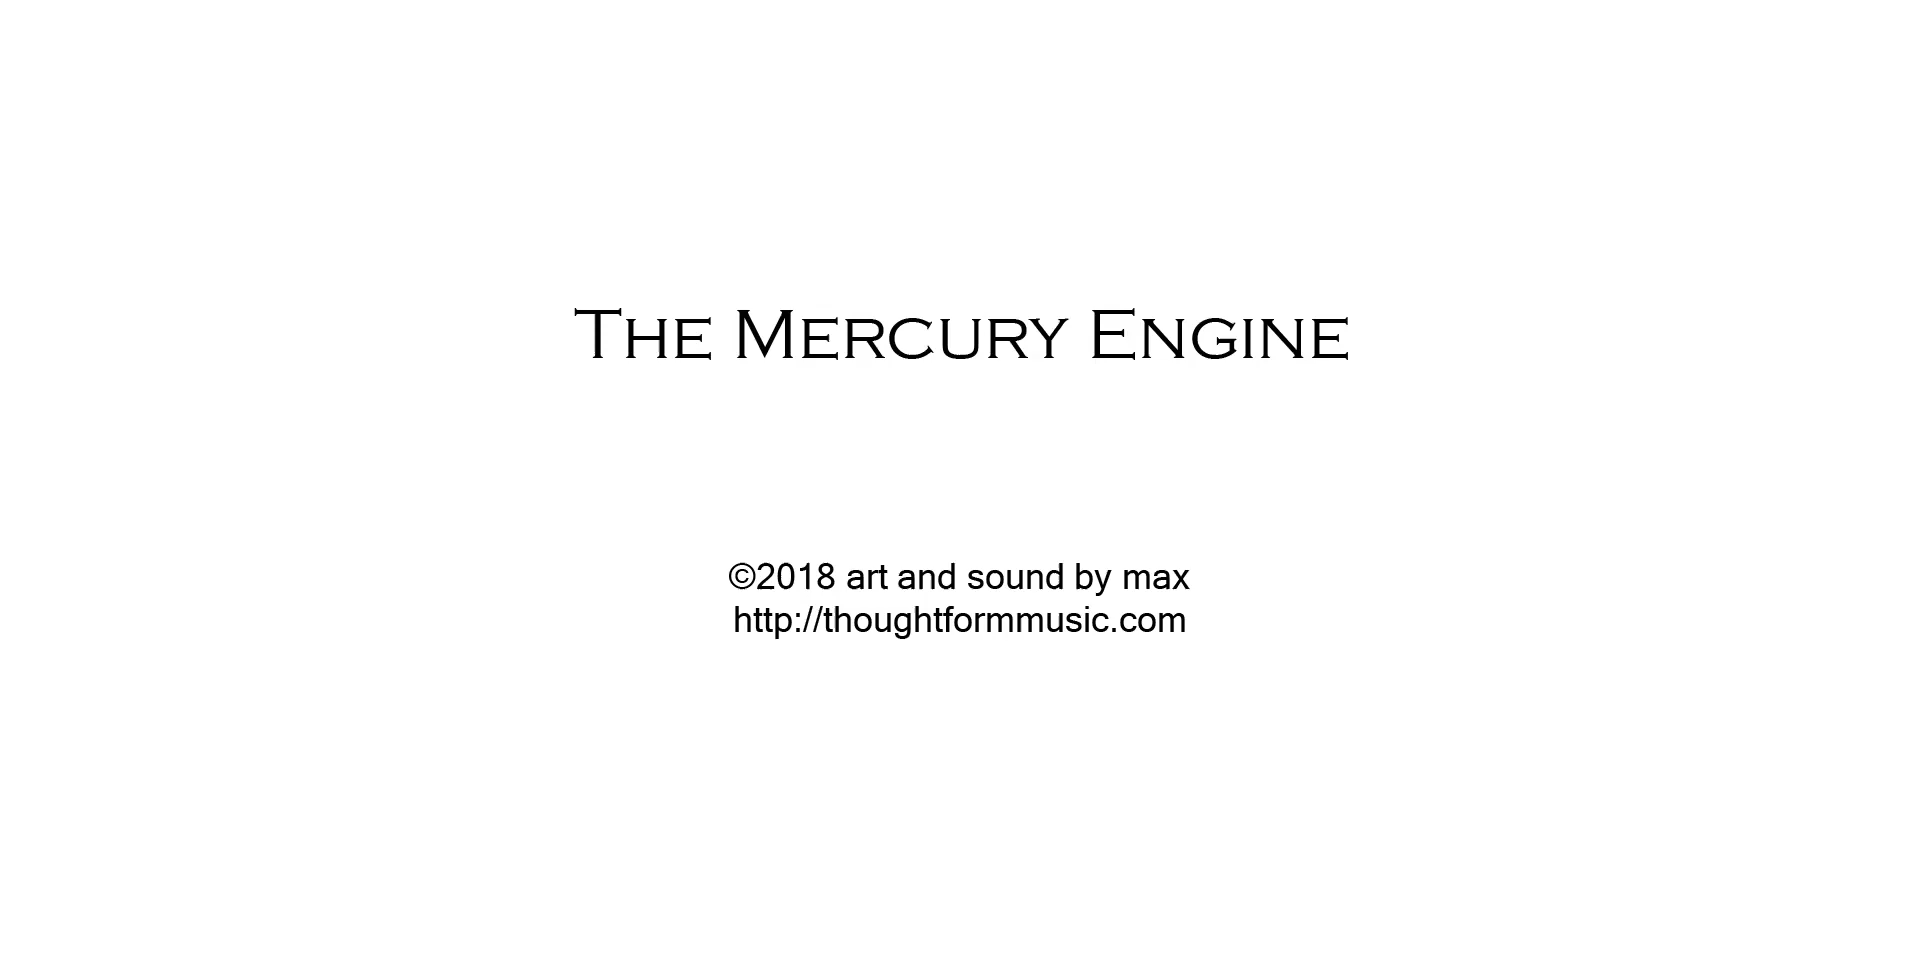 The Mercury Engine
©2018 art and sound by max
http://thoughtformmusic.com